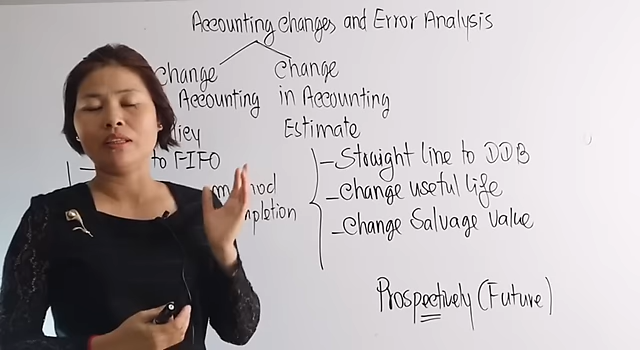 Accounting changes and Error Analysis
Change
Accounting
to FIFO
Change
in Accounting
Estimate
-Straight line to DDB
-Change useful life
-Change Salvage value
Prospectively (Future)